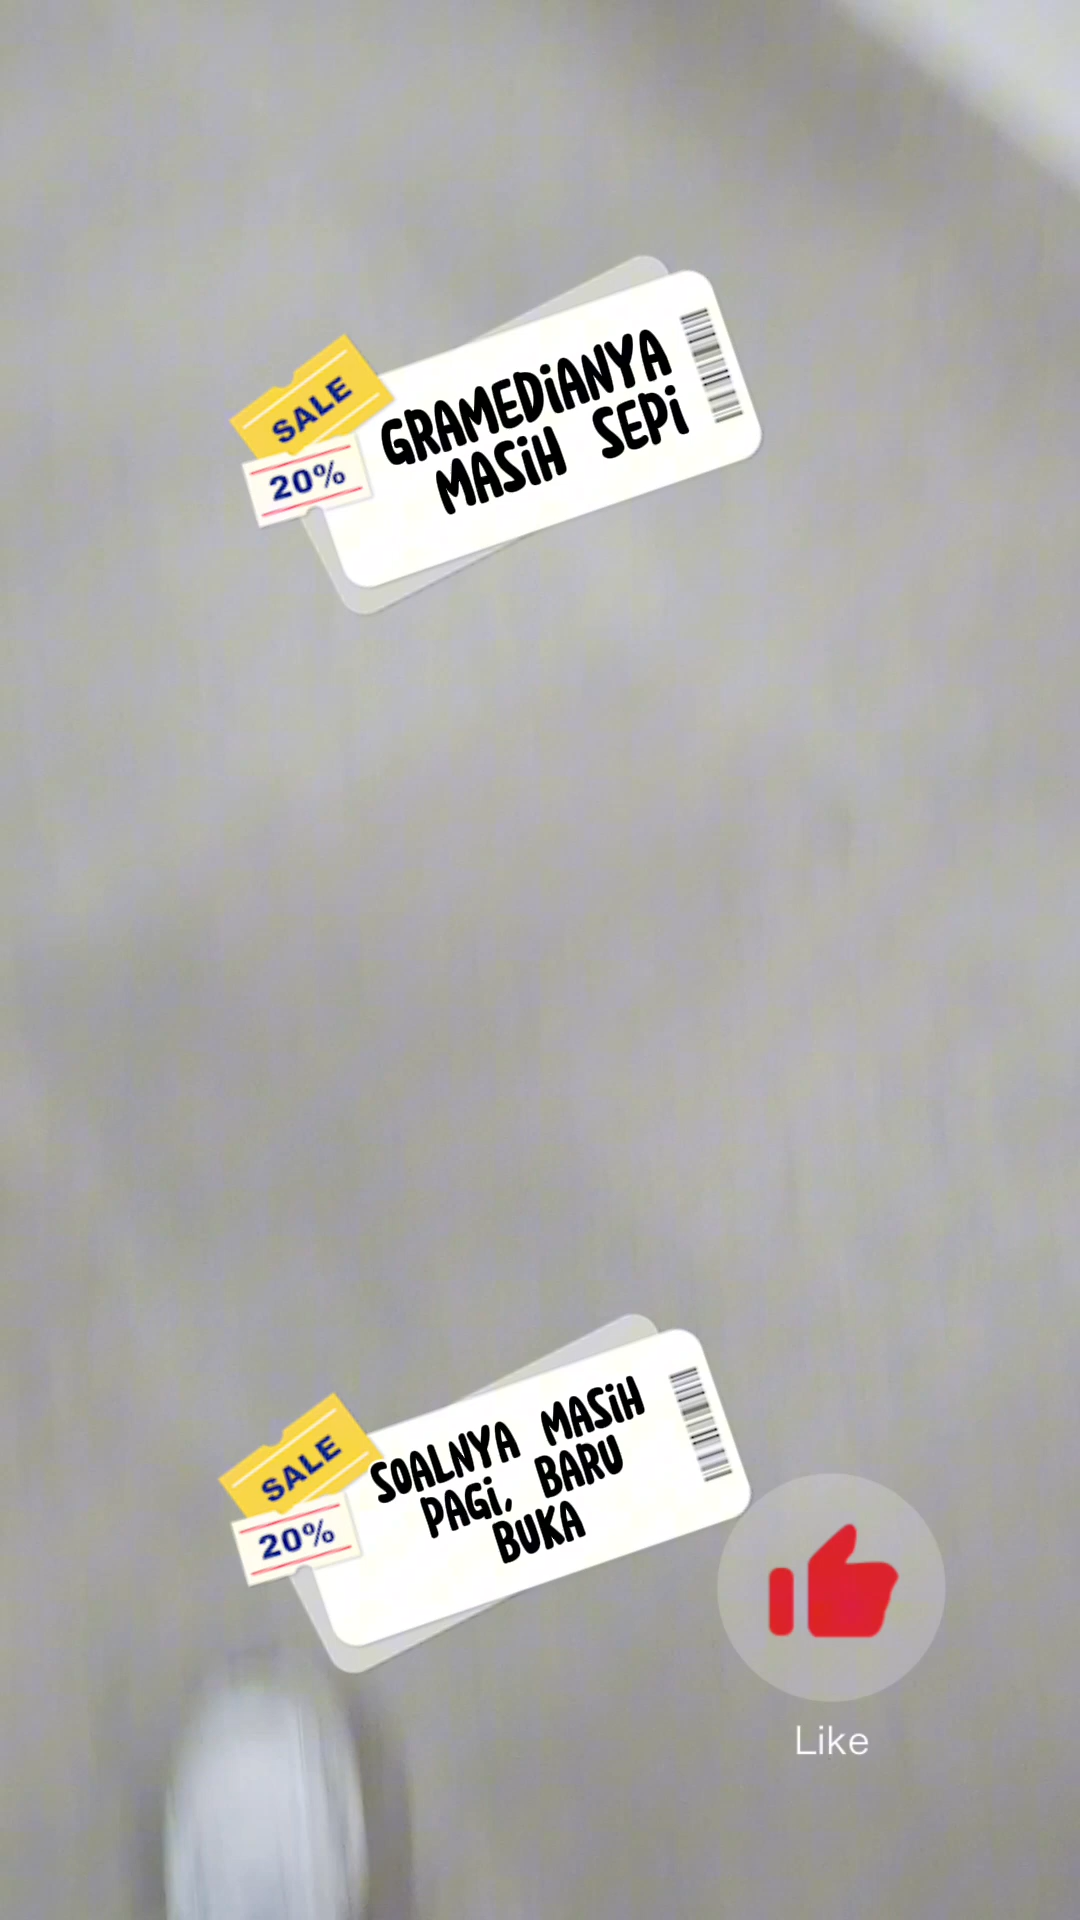 SALE
20%
GRAMEDiANYA
MASiH SEPi
SALE
20%
SOALNYA MASiH
PAGi, BARU
BUKA
Like